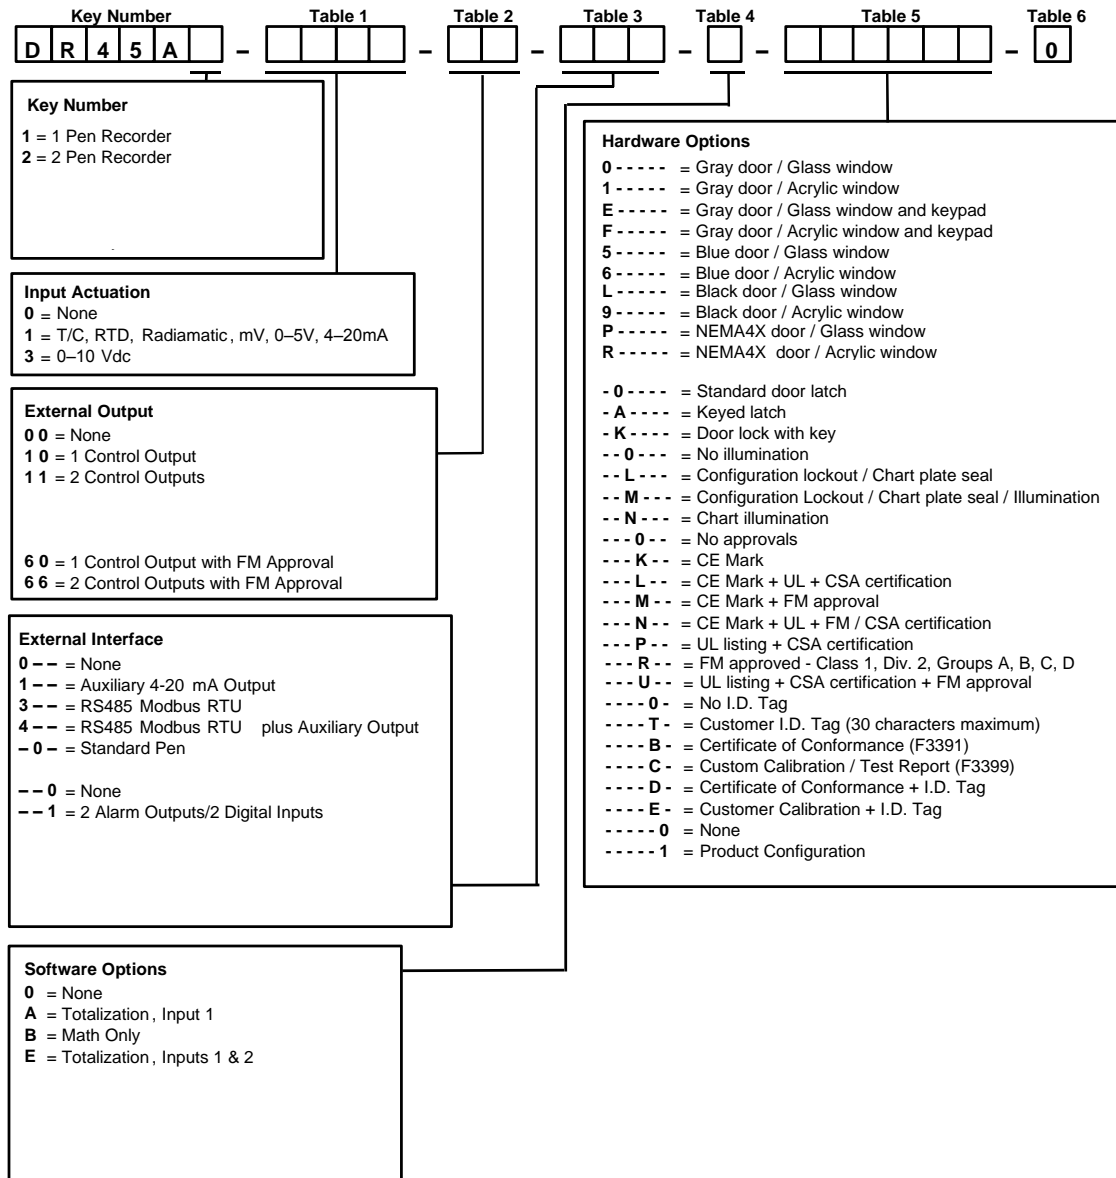 Key Number Table 1 Table 2 Table 3 Table 4 Table 5 Table 6
D R 4 5 A – – – – – – 0
Key Number
1 = 1 Pen Recorder
2 = 2 Pen Recorder
Input Actuation
0 = None
1 = T/C, RTD, Radiamatic, mV, 0–5V, 4–20mA
3 = 0–10 Vdc
External Output
0 0 = None
1 0 = 1 Control Output
1 1 = 2 Control Outputs
6 0 = 1 Control Output with FM Approval
6 6 = 2 Control Outputs with FM Approval
External Interface
0 – – = None
1 – – = Auxiliary 4-20 mA Output
3 – – = RS485 Modbus RTU
4 – – = RS485 Modbus RTU plus Auxiliary Output
– 0 – = Standard Pen
– – 0 = None
– – 1 = 2 Alarm Outputs/2 Digital Inputs
Software Options
0 = None
A = Totalization, Input 1
B = Math Only
E = Totalization, Inputs 1 & 2
Hardware Options
0 - - - - - = Gray door / Glass window
1 - - - - - = Gray door / Acrylic window
E - - - - - = Gray door / Glass window and keypad
F - - - - - = Gray door / Acrylic window and keypad
5 - - - - - = Blue door / Glass window
6 - - - - - = Blue door / Acrylic window
L - - - - - = Black door / Glass window
9 - - - - - = Black door / Acrylic window
P - - - - - = NEMA4X door / Glass window
R - - - - - = NEMA4X door / Acrylic window
- 0 - - - - = Standard door latch
- A - - - - = Keyed latch
- K - - - - = Door lock with key
- - 0 - - - = No illumination
- - L - - - = Configuration lockout / Chart plate seal
- - M - - - = Configuration Lockout / Chart plate seal / Illumination
- - N - - - = Chart illumination
- - - 0 - - = No approvals
- - - K - - = CE Mark
- - - L - - = CE Mark + UL + CSA certification
- - - M - - = CE Mark + FM approval
- - - N - - = CE Mark + UL + FM / CSA certification
- - - P - - = UL listing + CSA certification
- - - R - - = FM approved - Class 1, Div. 2, Groups A, B, C, D
- - - U - - = UL listing + CSA certification + FM approval
- - - - 0 - = No I.D. Tag
- - - - T - = Customer I.D. Tag (30 characters maximum)
- - - - B - = Certificate of Conformance (F3391)
- - - - C - = Custom Calibration / Test Report (F3399)
- - - - D - = Certificate of Conformance + I.D. Tag
- - - - E - = Customer Calibration + I.D. Tag
- - - - - 0 = None
- - - - - 1 = Product Configuration